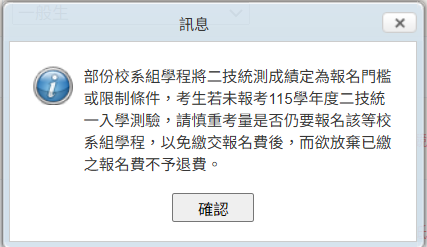 一般生
訊息
部份校系組學程將二技統測成績定為報名門檻
或限制條件，考生若未報考115學年度二技統
一入學測驗，請慎重考量是否仍要報名該等校
系組學程，以免繳交報名費後，而欲放棄已繳
之報名費不予退費。
確認